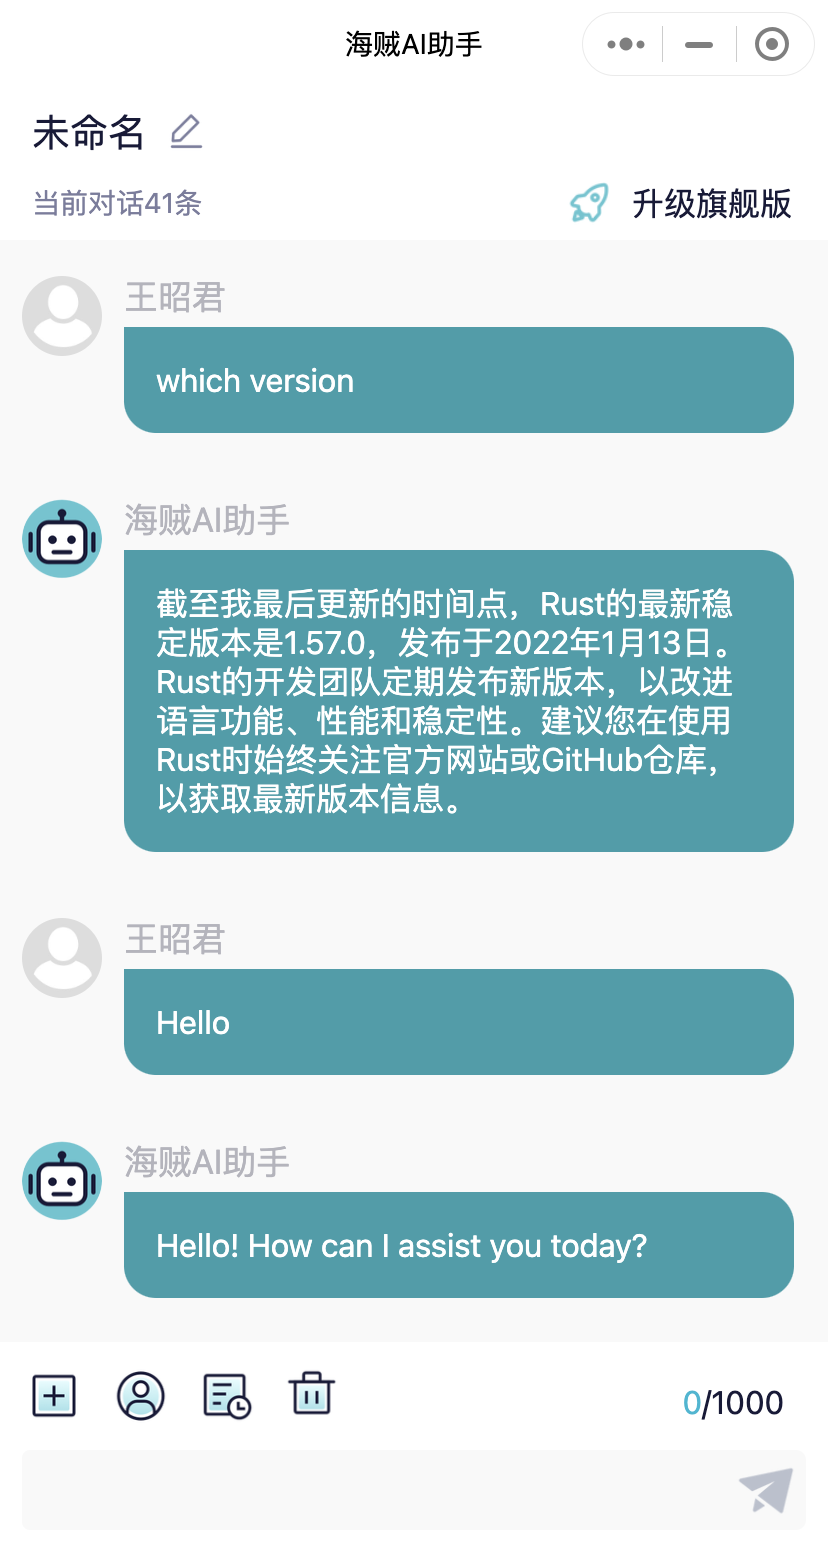 海贼AI助手
未命名
当前对话41条
升级旗舰版
王昭君
which version
海贼AI助手
截至我最后更新的时间点，Rust的最新稳
定版本是1.57.0，发布于2022年1月13日。
Rust的开发团队定期发布新版本，以改进
语言功能、性能和稳定性。建议您在使用
Rust时始终关注官方网站或GitHub仓库，
以获取最新版本信息。
王昭君
Hello
海贼AI助手
Hello! How can I assist you today?
0/1000